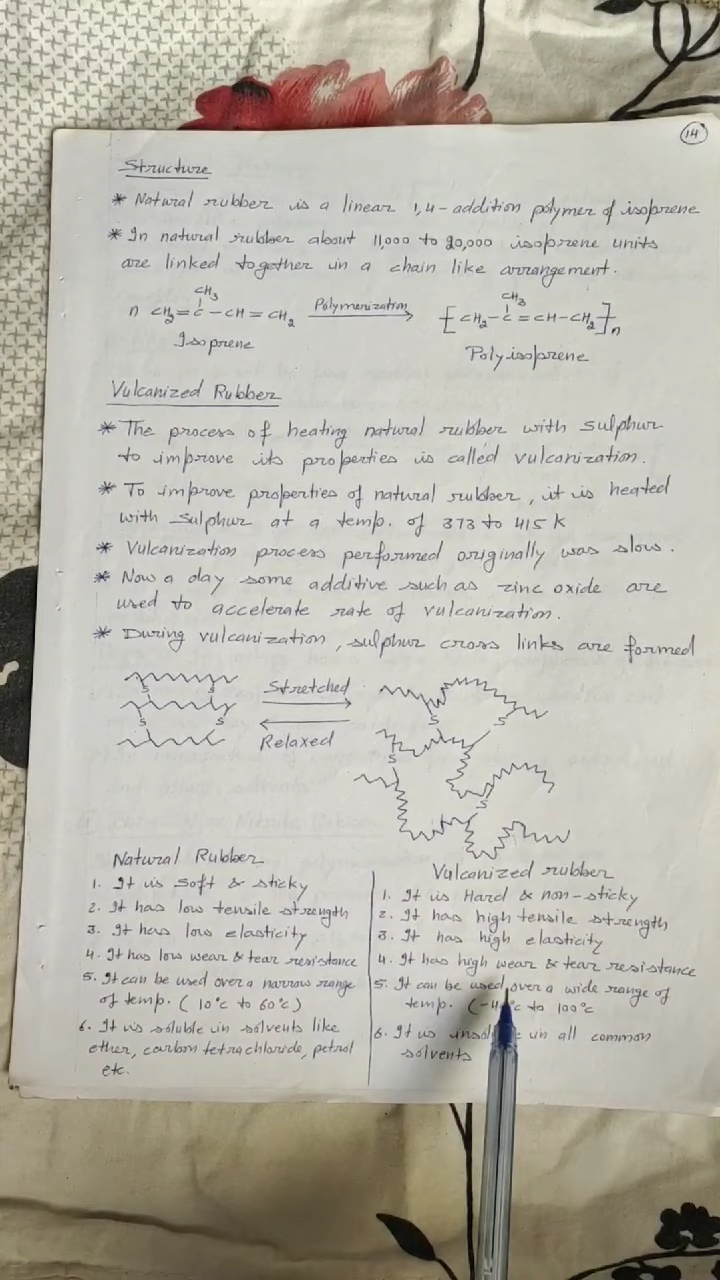 14
Structure
* Natural rubber is a linear 1,4-addition polymer of isoprene
* In natural rubber about 11,000 to 20,000 isoprene units
are linked together in a chain like arrangement.
CH3
n CH2=C-CH=CH2 Polymerization [CH2-C=CH-CH2]n
CH3
Isoprene
Polyisoprene
Vulcanized Rubber
* The process of heating natural rubber with sulphur
to improve its properties is called vulcanization.
* To improve properties of natural rubber, it is heated
with sulphur at a temp. of 373 to 415 K
* Vulcanization process performed originally was slow.
* Now a day some additive such as zinc oxide are
used to accelerate rate of vulcanization.
* During vulcanization, sulphur cross links are formed
Stretched
S S
S S
Relaxed
S S
S
S
Natural Rubber
1. It is soft & sticky
2. It has low tensile strength
3. It has low elasticity
4. It has low wear & tear resistance
5. It can be used over a narrow range
of temp. (10°c to 60°c)
6. It is soluble in solvents like
ether, carbon tetrachloride, petrol
etc.
Vulcanized rubber
1. It is Hard & non-sticky
2. It has high tensile strength
3. It has high elasticity
4. It has high wear & tear resistance
5. It can be used over a wide range of
temp. to 100°c
6. It is in all common
solvents